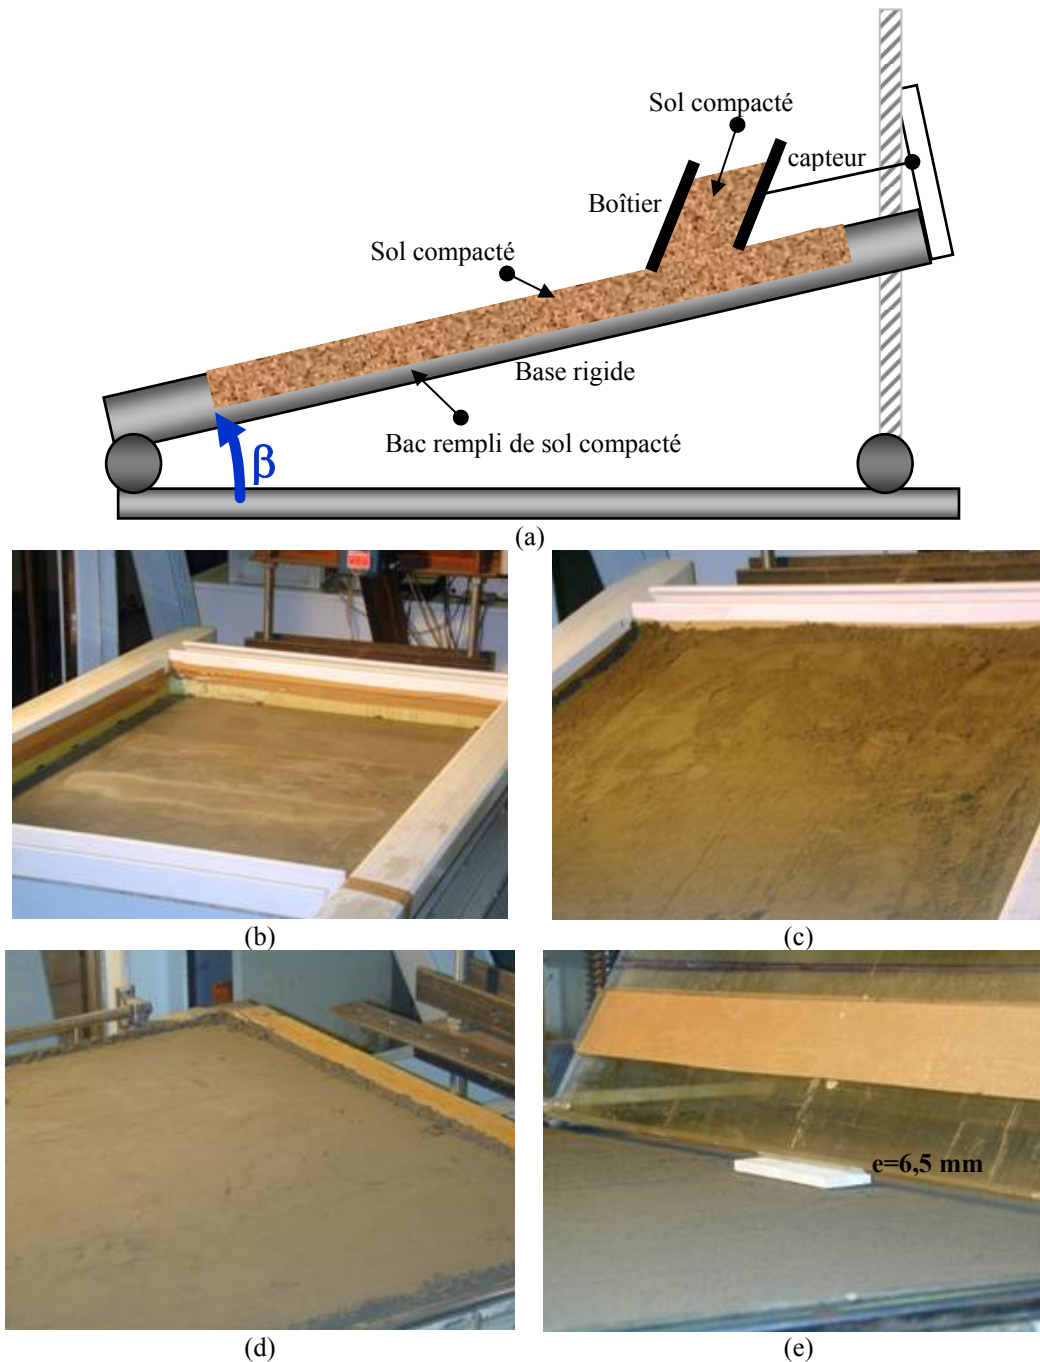 Sol compacté
capteur
Boîtier
Sol compacté
Base rigide
Bac rempli de sol compacté
β
(a)
(b)
(c)
e=6,5 mm
(d)
(e)